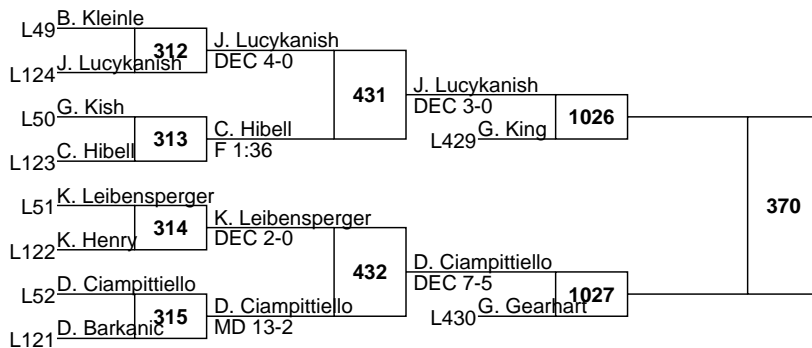 B. Kleinle
L49
312
J. Lucykanish
DEC 4-0
L124
J. Lucykanish
431
J. Lucykanish
DEC 3-0
G. Kish
L50
1026
313
C. Hibell
F 1:36
L429
G. King
L123
C. Hibell
K. Leibensperger
L51
370
314
K. Leibensperger
DEC 2-0
L122
K. Henry
432
D. Ciampittiello
DEC 7-5
D. Ciampittiello
L52
1027
315
D. Ciampittiello
MD 13-2
L430
G. Gearhart
L121
D. Barkanic